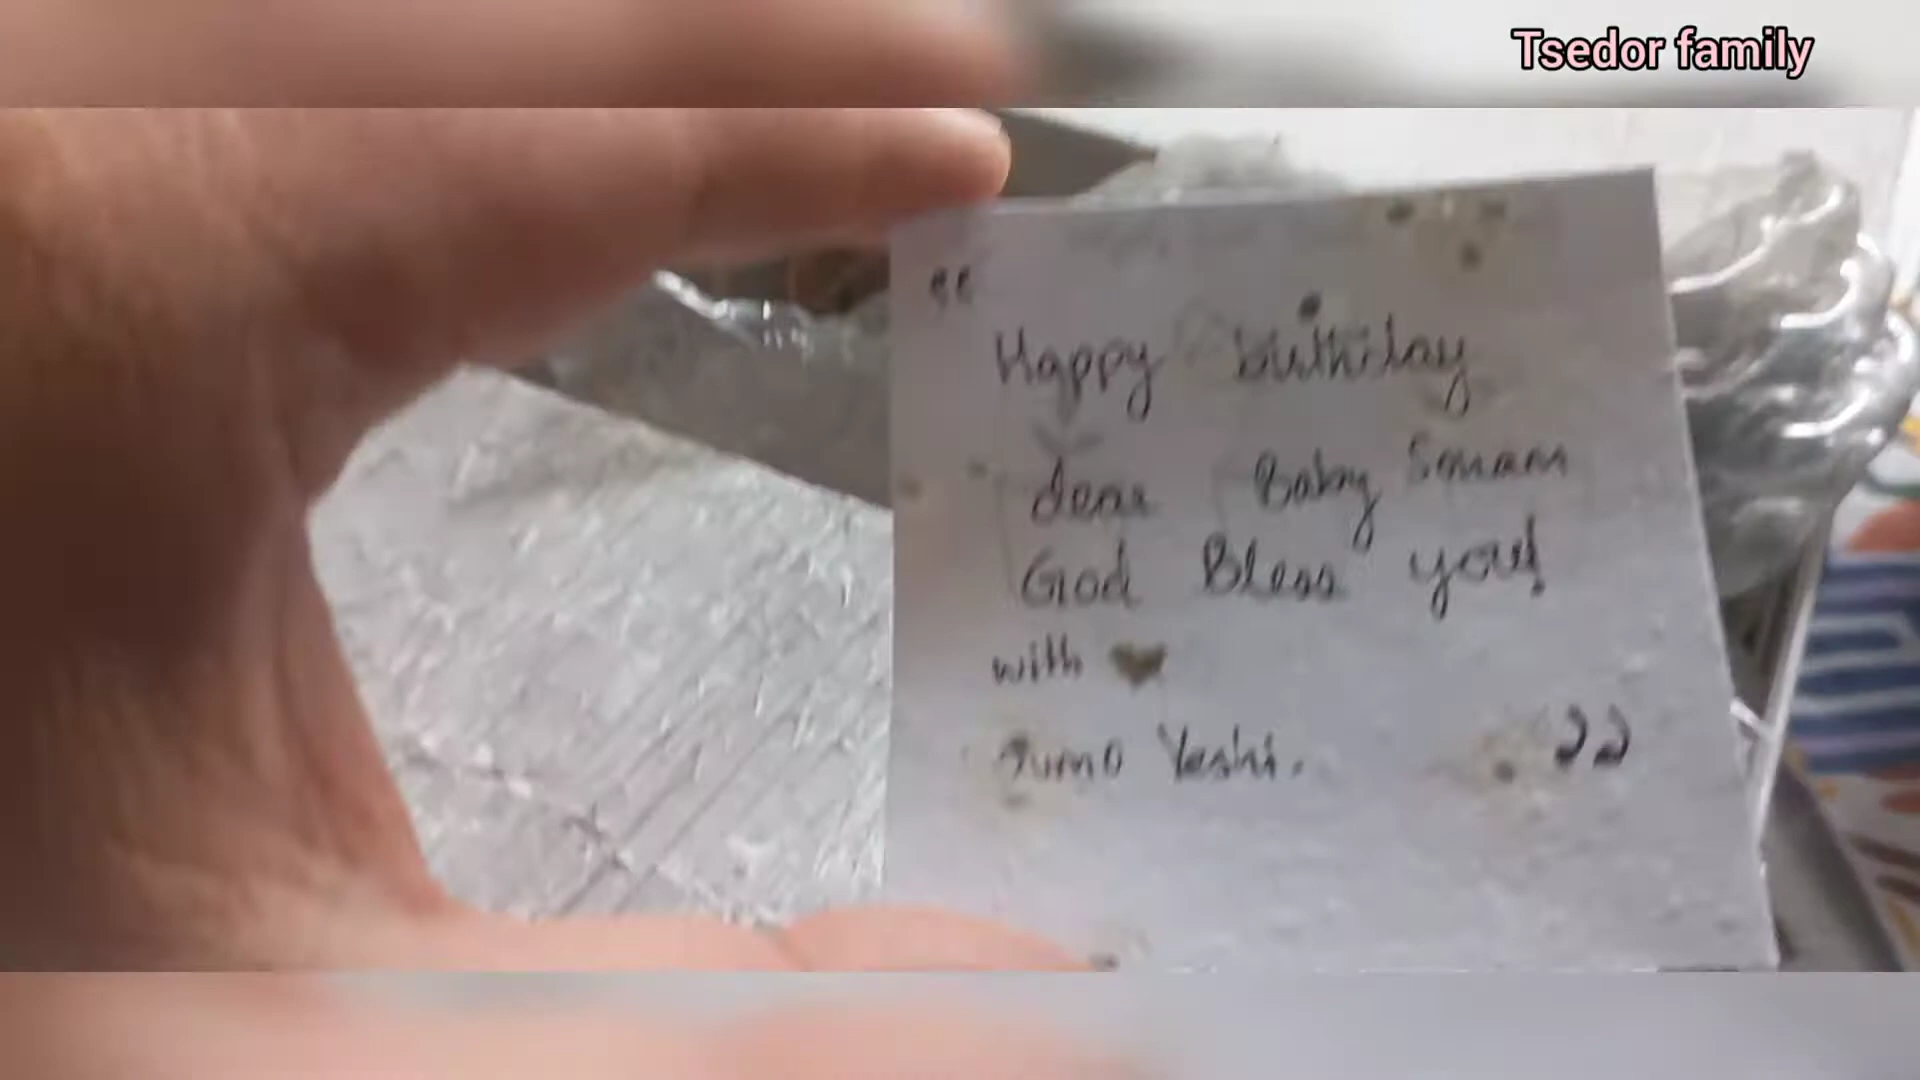 Tsedor family
"
Happy birthday
dear Baby
God Bless you!
with ♥
Yeshi. "